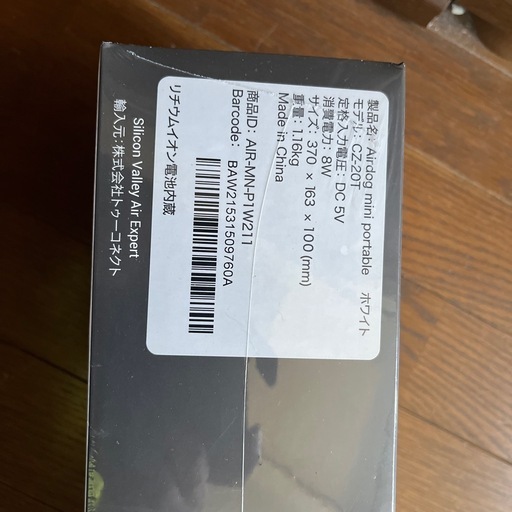 製品名: Airdog mini portable　ホワイト
モデル: CZ-20T
定格入力電圧: DC 5V
消費電力: 8W
サイズ: 370 × 163 × 100 (mm)
重量: 1.16kg
Made in China
商品ID: AIR-MN-P1W211
Barcode: BAW21531509760A
リチウムイオン電池内蔵
Silicon Valley Air Expert
輸入元:株式会社トゥーコネクト